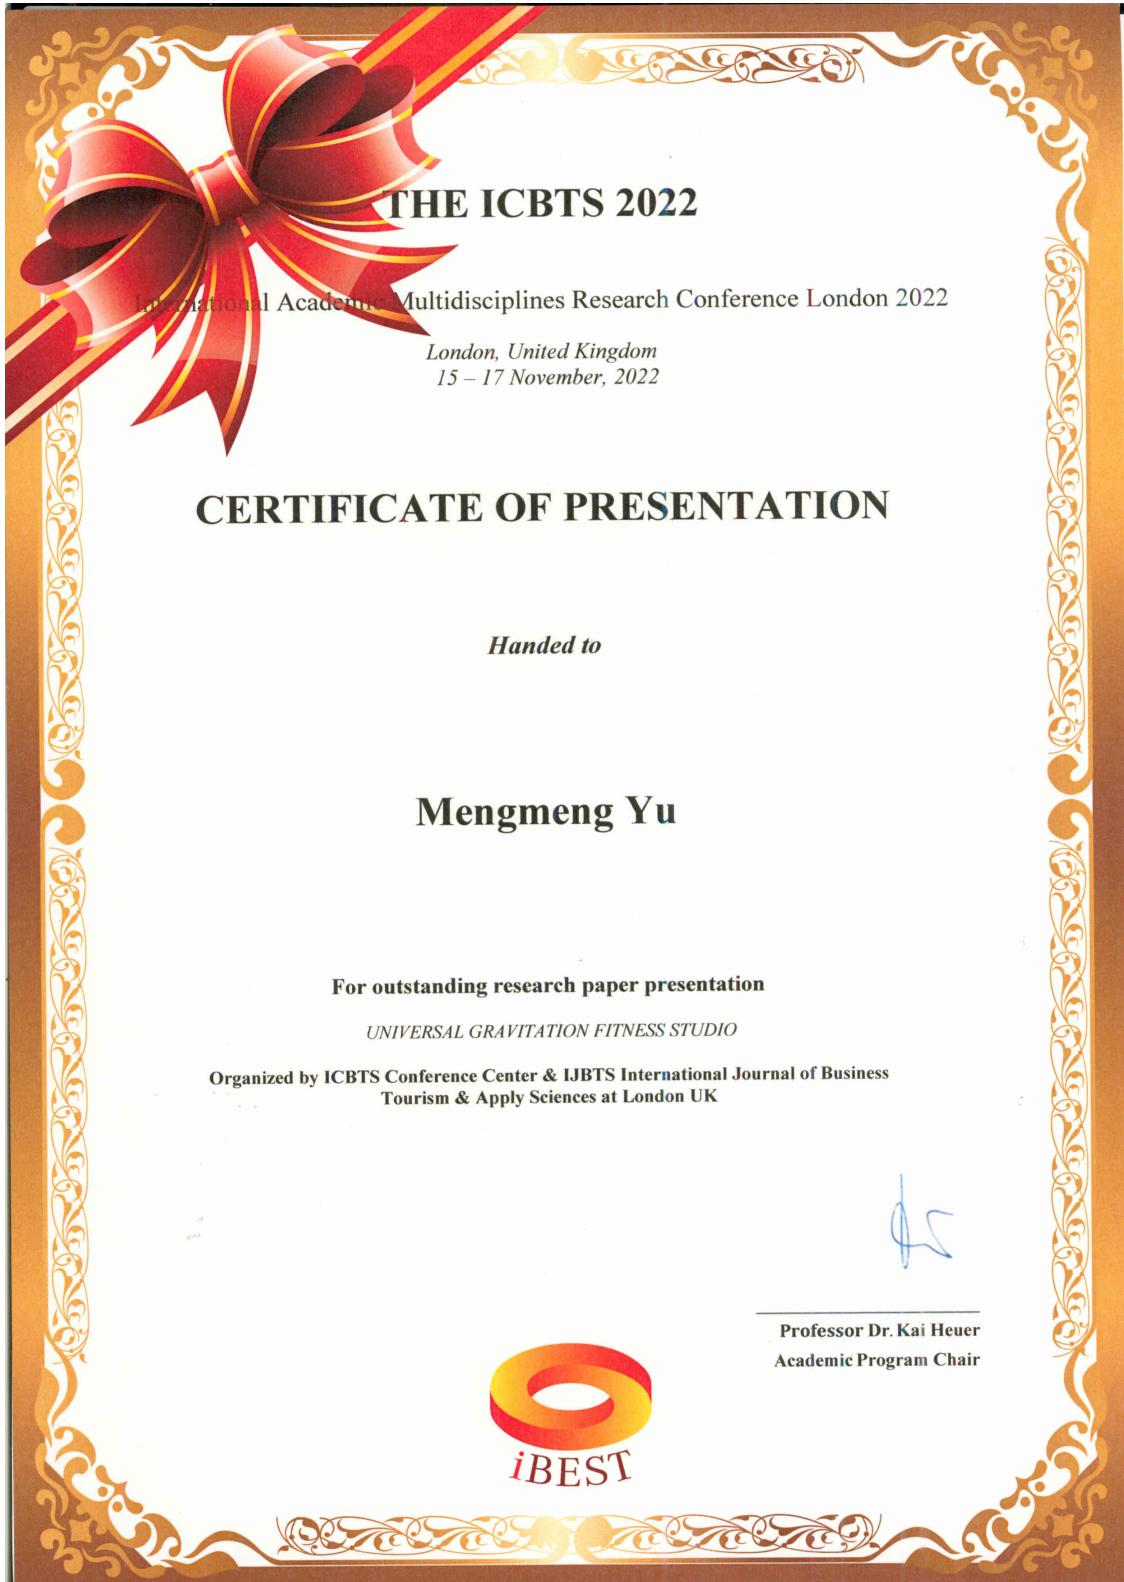 THE ICBTS 2022
International Academic Multidisciplines Research Conference London 2022
London, United Kingdom
15 – 17 November, 2022
CERTIFICATE OF PRESENTATION
Handed to
Mengmeng Yu
For outstanding research paper presentation
UNIVERSAL GRAVITATION FITNESS STUDIO
Organized by ICBTS Conference Center & IJBTS International Journal of Business
Tourism & Apply Sciences at London UK
Professor Dr. Kai Heuer
Academic Program Chair
iBEST